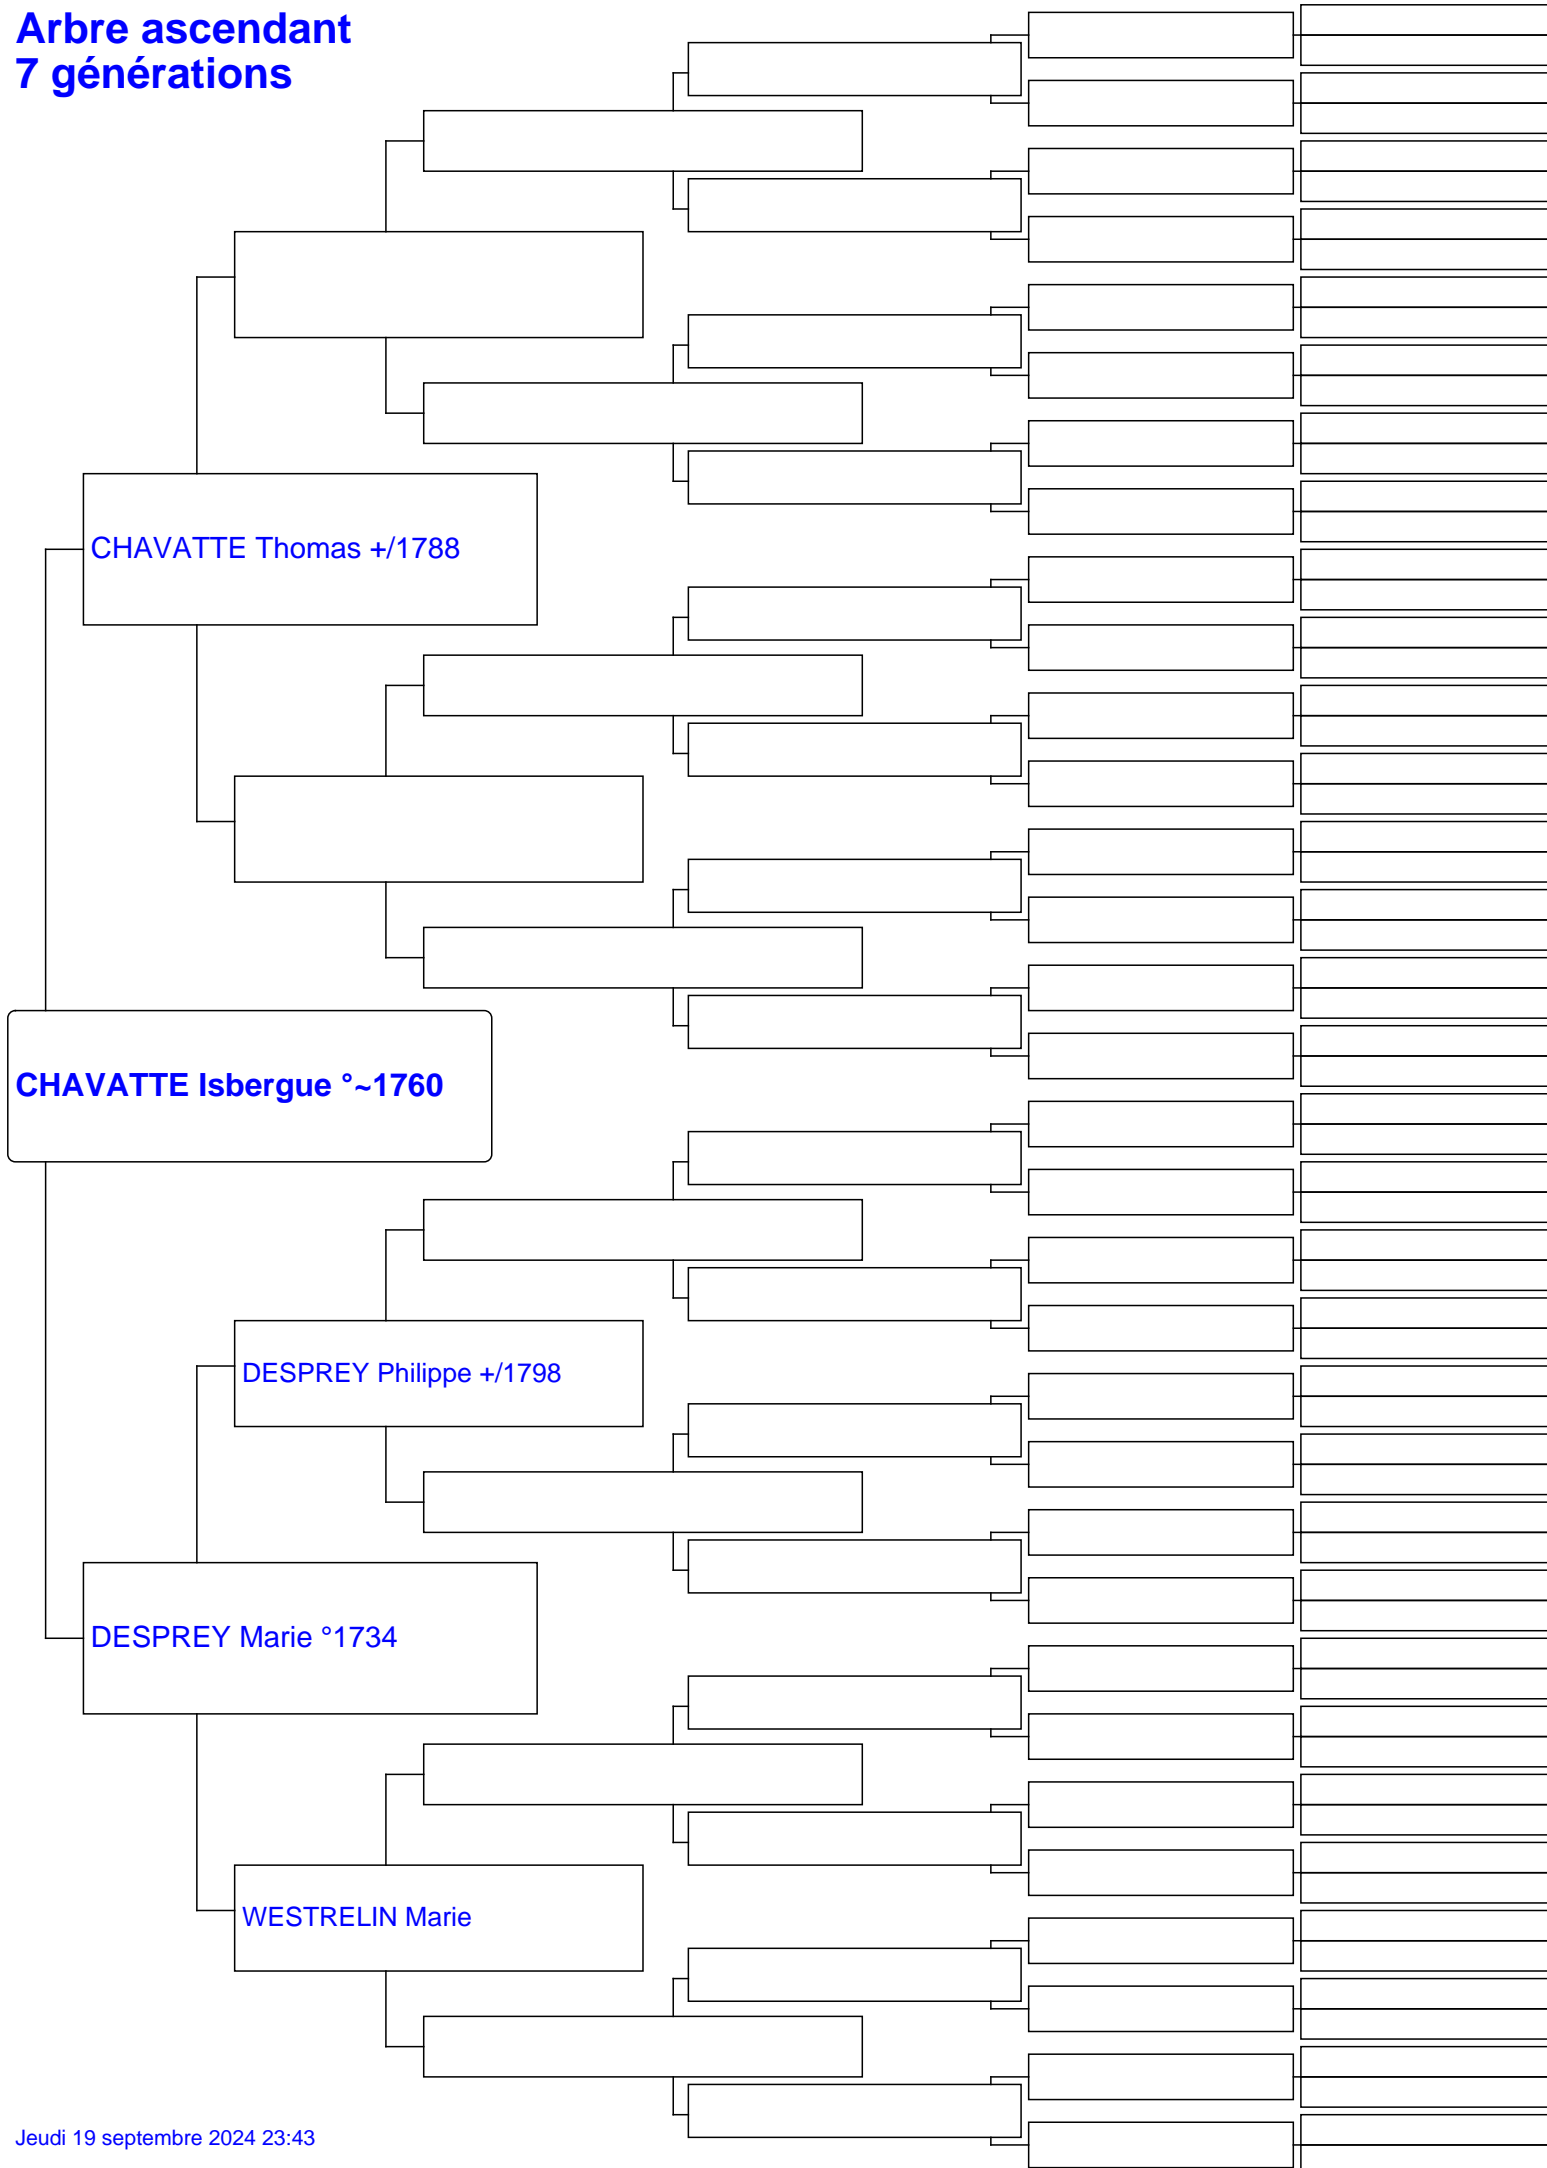 Arbre ascendant
7 générations
CHAVATTE Thomas +/1788
CHAVATTE Isbergue °~1760
DESPREY Philippe +/1798
DESPREY Marie °1734
WESTRELIN Marie
Jeudi 19 septembre 2024 23:43